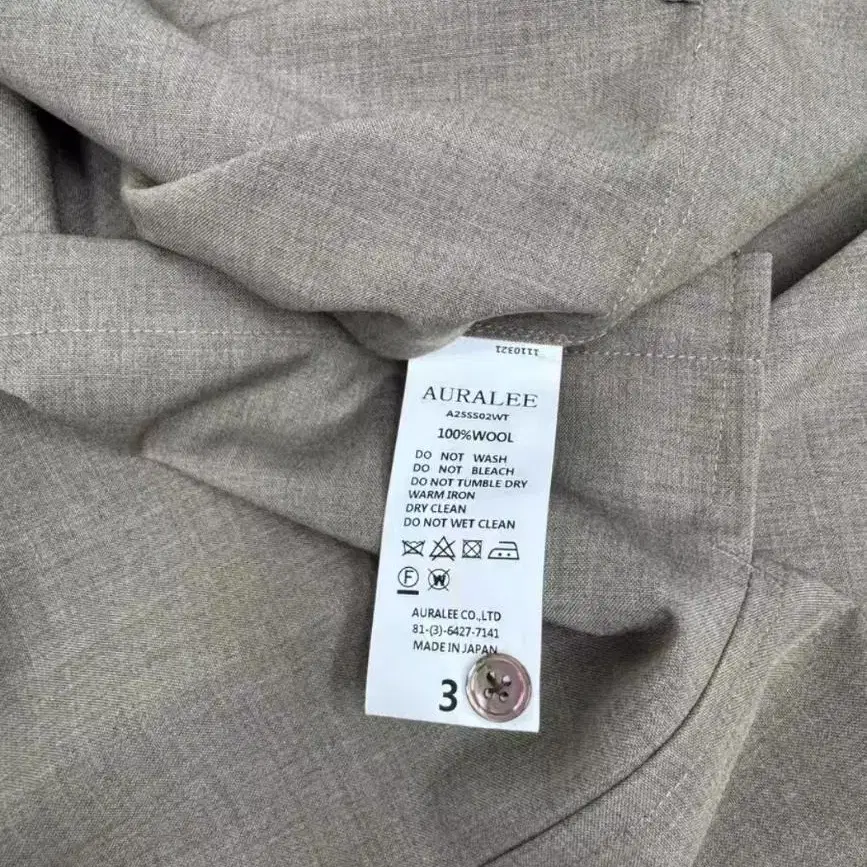 1110321
AURALEE
A25SS02WT
100%WOOL
DO NOT WASH
DO NOT BLEACH
DO NOT TUMBLE DRY
WARM IRON
DRY CLEAN
DO NOT WET CLEAN
F W
AURALEE CO.,LTD
81-(3)-6427-7141
MADE IN JAPAN
3